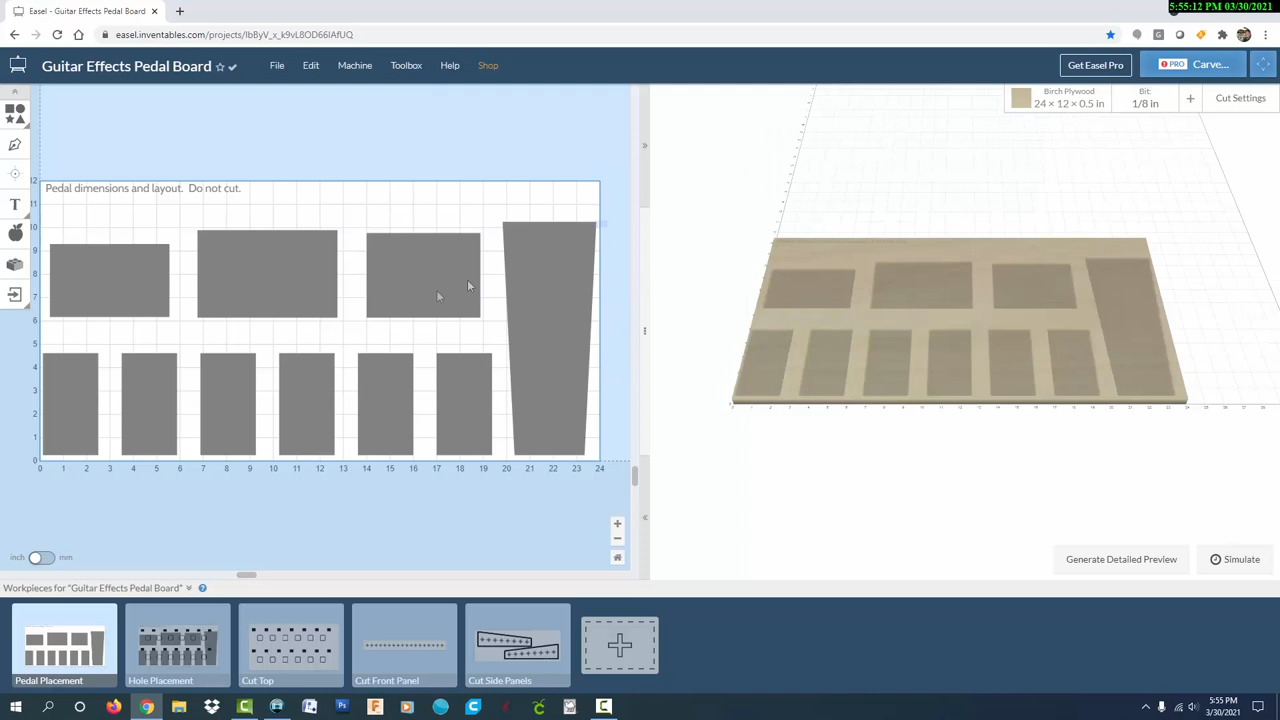 5:55:12 PM 03/30/2021
Easel - Guitar Effects Pedal Board
easel.inventables.com/projects/IbByV_x_k9vL8OD66IAfUQ
Guitar Effects Pedal Board
File Edit Machine Toolbox Help Shop
Get Easel Pro
PRO Carve...
Birch Plywood
24 × 12 × 0.5 in
Bit:
1/8 in
Cut Settings
Pedal dimensions and layout. Do not cut.
12
11
10
9
8
7
6
5
4
3
2
1
0
0 1 2 3 4 5 6 7 8 9 10 11 12 13 14 15 16 17 18 19 20 21 22 23 24
inch mm
Generate Detailed Preview
Simulate
Workpieces for "Guitar Effects Pedal Board"
Pedal Placement
Hole Placement
Cut Top
Cut Front Panel
Cut Side Panels
5:55 PM
3/30/2021